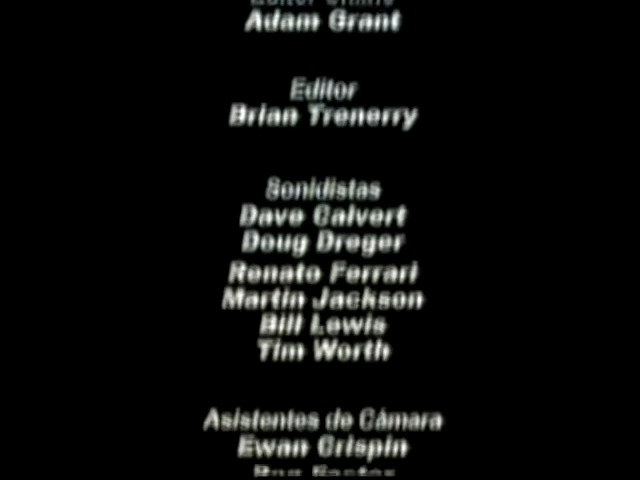 Adam Grant
Editor
Brian Trenerry
Sonidistas
Dave Calvert
Doug Dreger
Renato Ferrari
Martin Jackson
Bill Lewis
Tim Worth
Asistentes de Cámara
Ewan Crispin